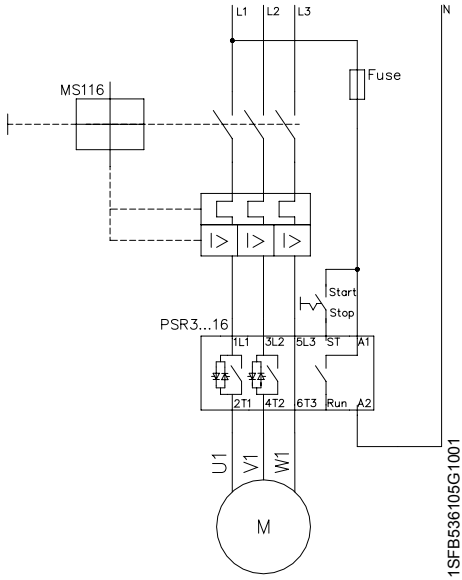 L1 L2 L3 N
Fuse
MS116
I> I> I>
Start
Stop
PSR3...16
1L1 3L2 5L3 ST A1
2T1 4T2 6T3 Run A2
U1 V1 W1
M
1SFB536105G1001